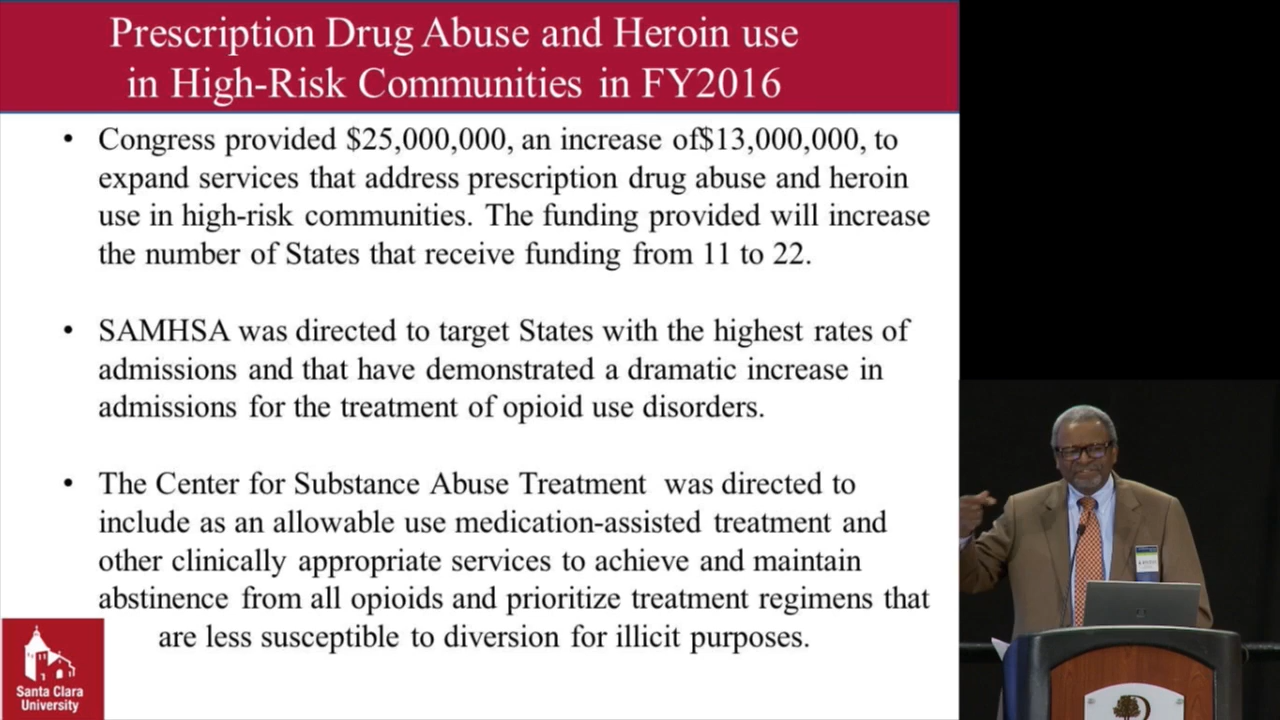 Prescription Drug Abuse and Heroin use
in High-Risk Communities in FY2016
• Congress provided $25,000,000, an increase of$13,000,000, to
expand services that address prescription drug abuse and heroin
use in high-risk communities. The funding provided will increase
the number of States that receive funding from 11 to 22.
• SAMHSA was directed to target States with the highest rates of
admissions and that have demonstrated a dramatic increase in
admissions for the treatment of opioid use disorders.
• The Center for Substance Abuse Treatment was directed to
include as an allowable use medication-assisted treatment and
other clinically appropriate services to achieve and maintain
abstinence from all opioids and prioritize treatment regimens that
are less susceptible to diversion for illicit purposes.
Santa Clara
University